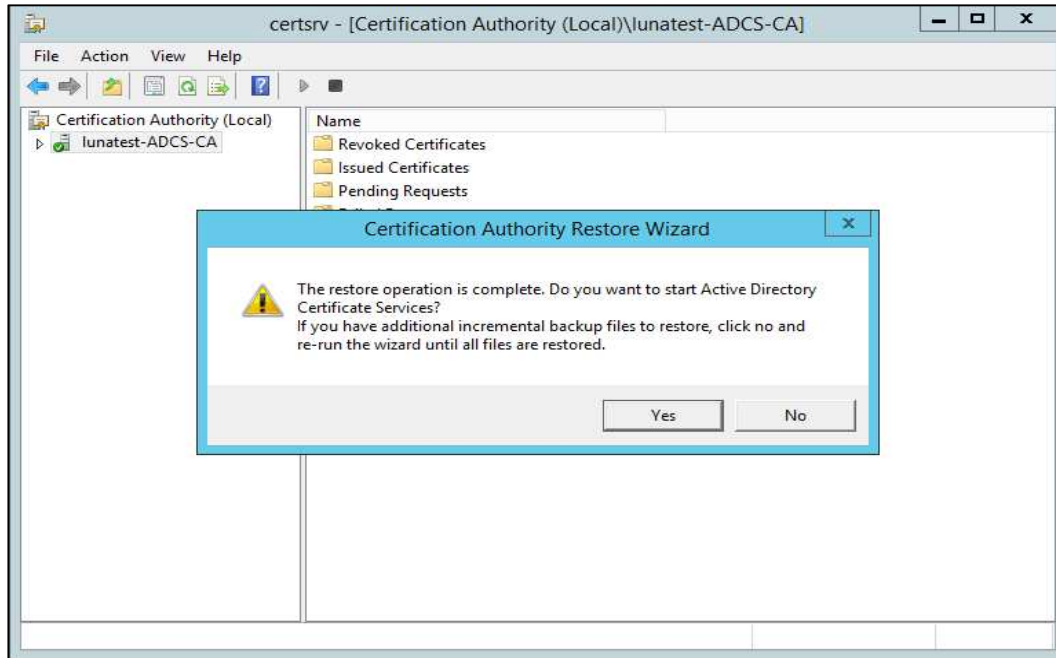 certsrv - [Certification Authority (Local)\lunatest-ADCS-CA]
File Action View Help
Certification Authority (Local)
lunatest-ADCS-CA
Name
Revoked Certificates
Issued Certificates
Pending Requests
Certification Authority Restore Wizard
The restore operation is complete. Do you want to start Active Directory
Certificate Services?
If you have additional incremental backup files to restore, click no and
re-run the wizard until all files are restored.
Yes No